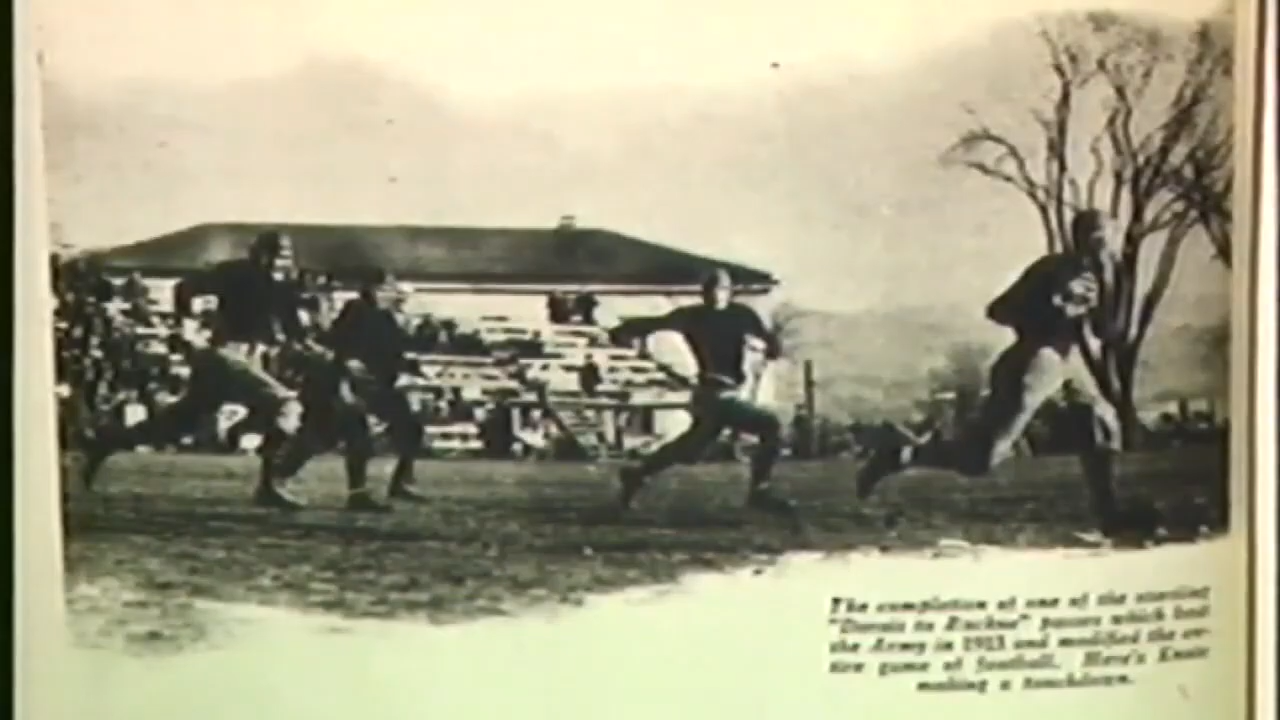 The completion of one of the startling
"Dorais to Rockne" passes which beat
the Army in 1913 and modified the en-
tire game of football. Here's Knute
making a touchdown.